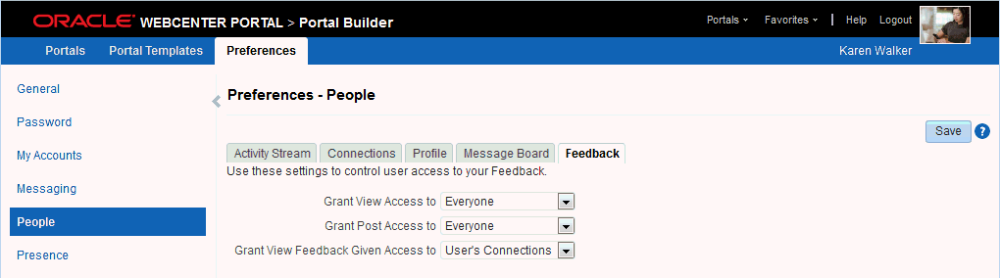 ORACLE WEBCENTER PORTAL > Portal Builder Portals Favorites Help Logout
Portals Portal Templates Preferences Karen Walker
General
Password
My Accounts
Messaging
People
Presence
Preferences - People
Save ?
Activity Stream Connections Profile Message Board Feedback
Use these settings to control user access to your Feedback.
Grant View Access to Everyone
Grant Post Access to Everyone
Grant View Feedback Given Access to User's Connections